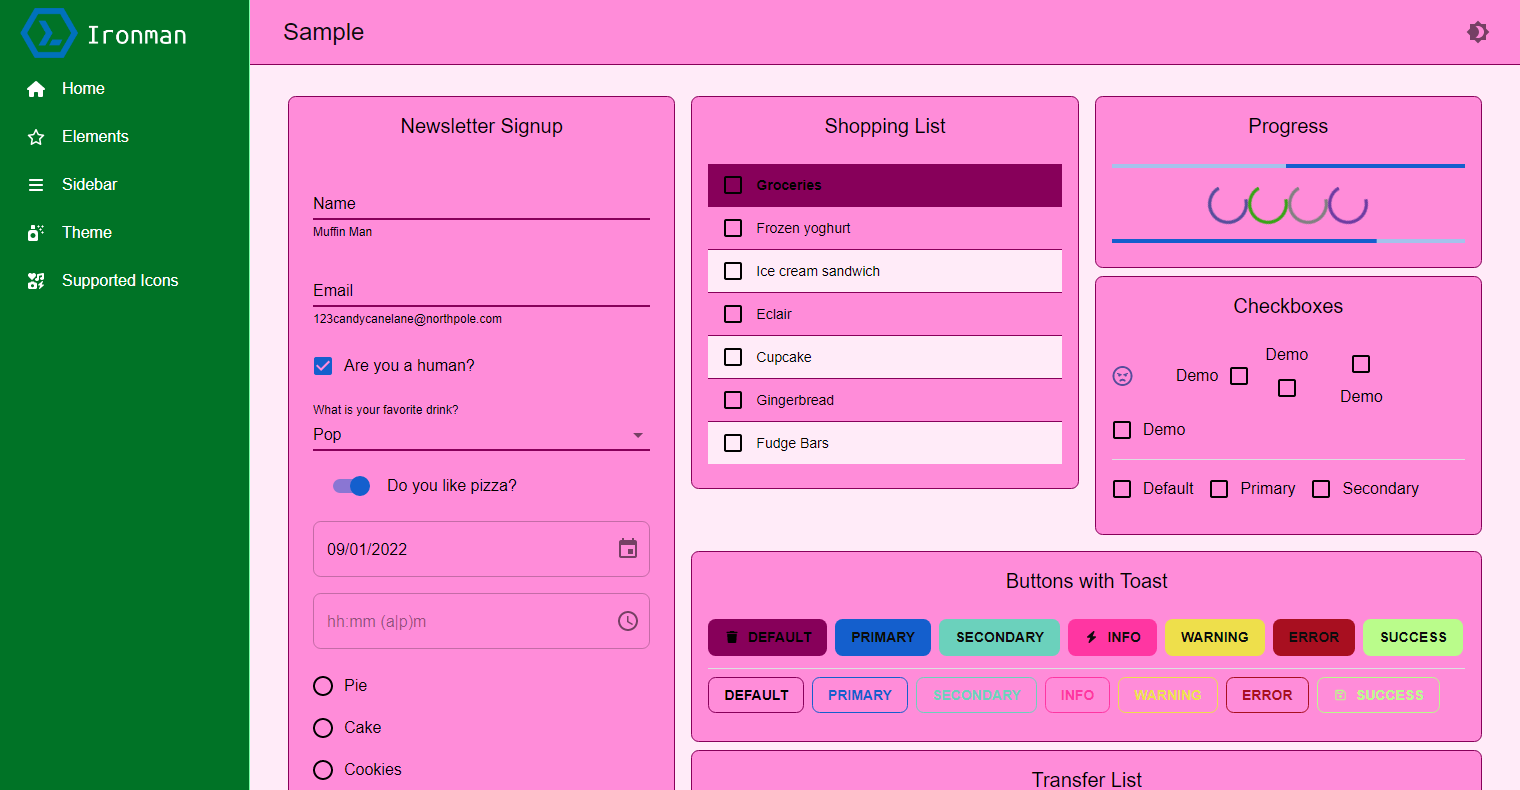 Ironman
Home
Elements
Sidebar
Theme
Supported Icons
Sample
Newsletter Signup
Name
Muffin Man
Email
123candycanelane@northpole.com
Are you a human?
What is your favorite drink?
Pop
Do you like pizza?
09/01/2022
hh:mm (a|p)m
Pie
Cake
Cookies
Shopping List
Groceries
Frozen yoghurt
Ice cream sandwich
Eclair
Cupcake
Gingerbread
Fudge Bars
Progress
Checkboxes
Demo
Demo
Demo
Demo
Default Primary Secondary
Buttons with Toast
DEFAULT PRIMARY SECONDARY INFO WARNING ERROR SUCCESS
DEFAULT PRIMARY SECONDARY INFO WARNING ERROR SUCCESS
Transfer List